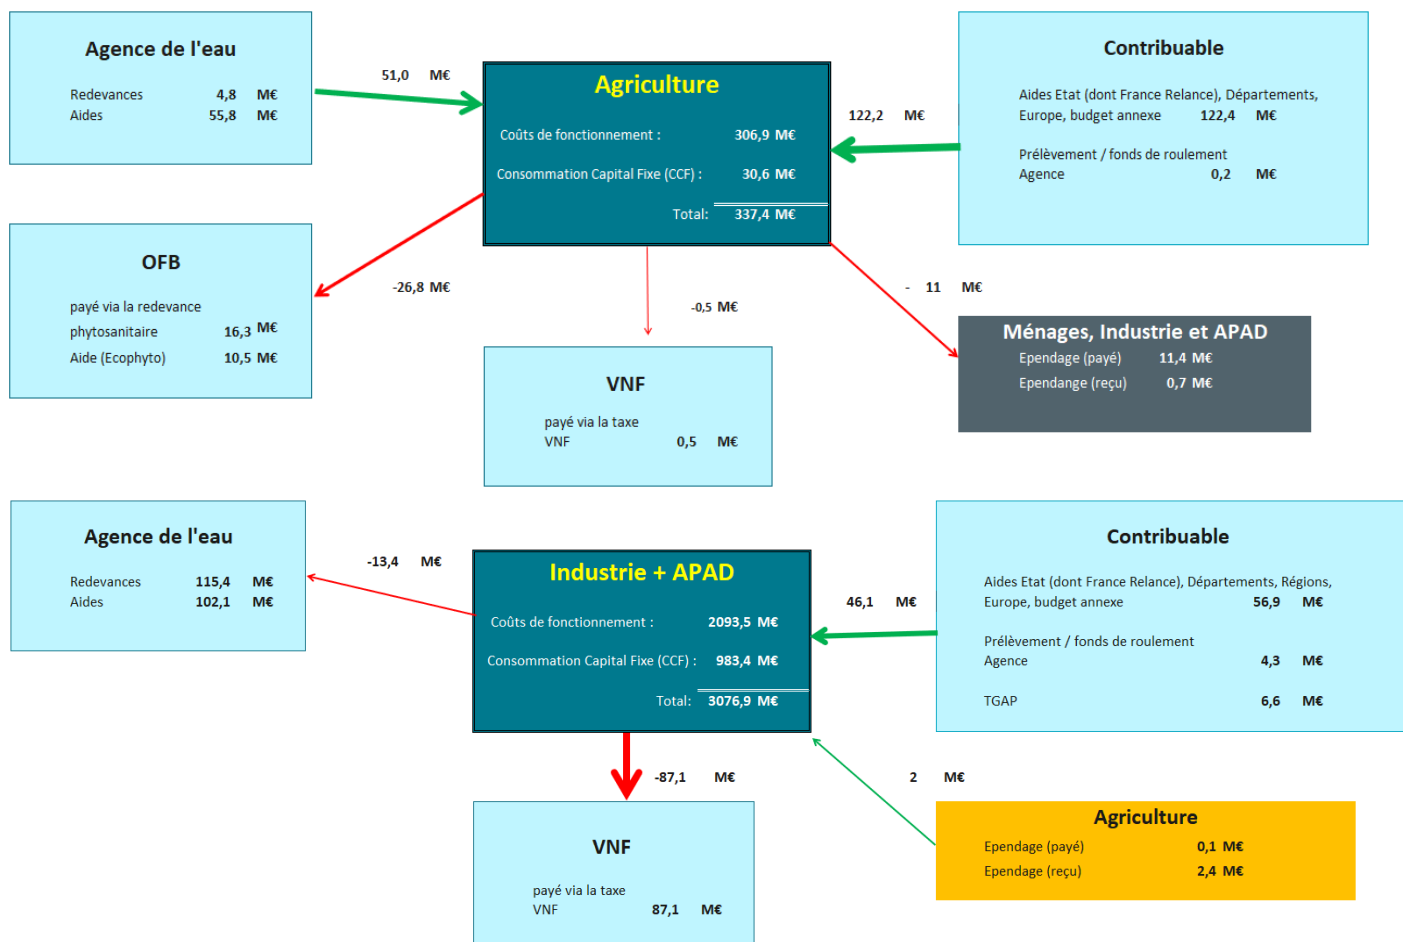 Agence de l'eau
Redevances 4,8 M€
Aides 55,8 M€
51,0 M€
Agriculture
Coûts de fonctionnement : 306,9 M€
Consommation Capital Fixe (CCF) : 30,6 M€
Total: 337,4 M€
122,2 M€
Contribuable
Aides Etat (dont France Relance), Départements,
Europe, budget annexe 122,4 M€
Prélèvement / fonds de roulement
Agence 0,2 M€
OFB
payé via la redevance
phytosanitaire 16,3 M€
Aide (Ecophyto) 10,5 M€
-26,8 M€
-0,5 M€
- 11 M€
VNF
payé via la taxe
VNF 0,5 M€
Ménages, Industrie et APAD
Ependage (payé) 11,4 M€
Ependange (reçu) 0,7 M€
Agence de l'eau
Redevances 115,4 M€
Aides 102,1 M€
-13,4 M€
Industrie + APAD
Coûts de fonctionnement : 2093,5 M€
Consommation Capital Fixe (CCF) : 983,4 M€
Total: 3076,9 M€
46,1 M€
Contribuable
Aides Etat (dont France Relance), Départements, Régions,
Europe, budget annexe 56,9 M€
Prélèvement / fonds de roulement
Agence 4,3 M€
TGAP 6,6 M€
-87,1 M€
2 M€
VNF
payé via la taxe
VNF 87,1 M€
Agriculture
Ependage (payé) 0,1 M€
Ependage (reçu) 2,4 M€